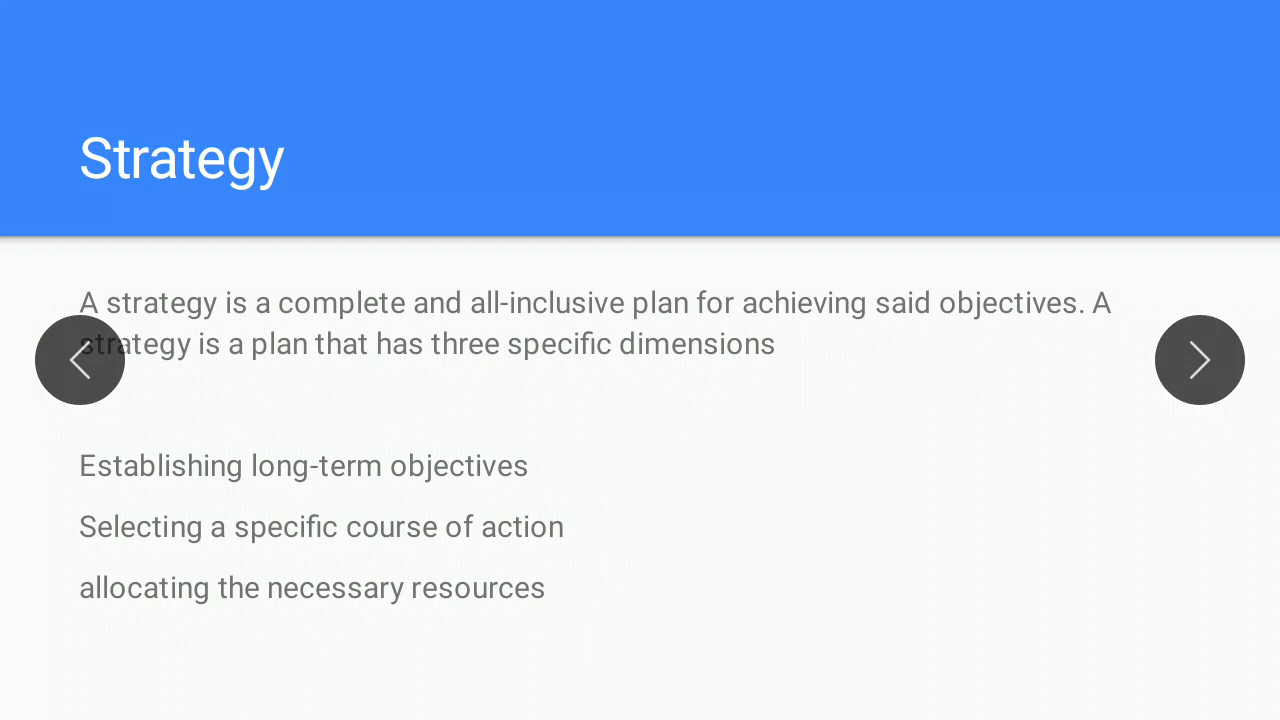 Strategy
A strategy is a complete and all-inclusive plan for achieving said objectives. A
strategy is a plan that has three specific dimensions
Establishing long-term objectives
Selecting a specific course of action
allocating the necessary resources